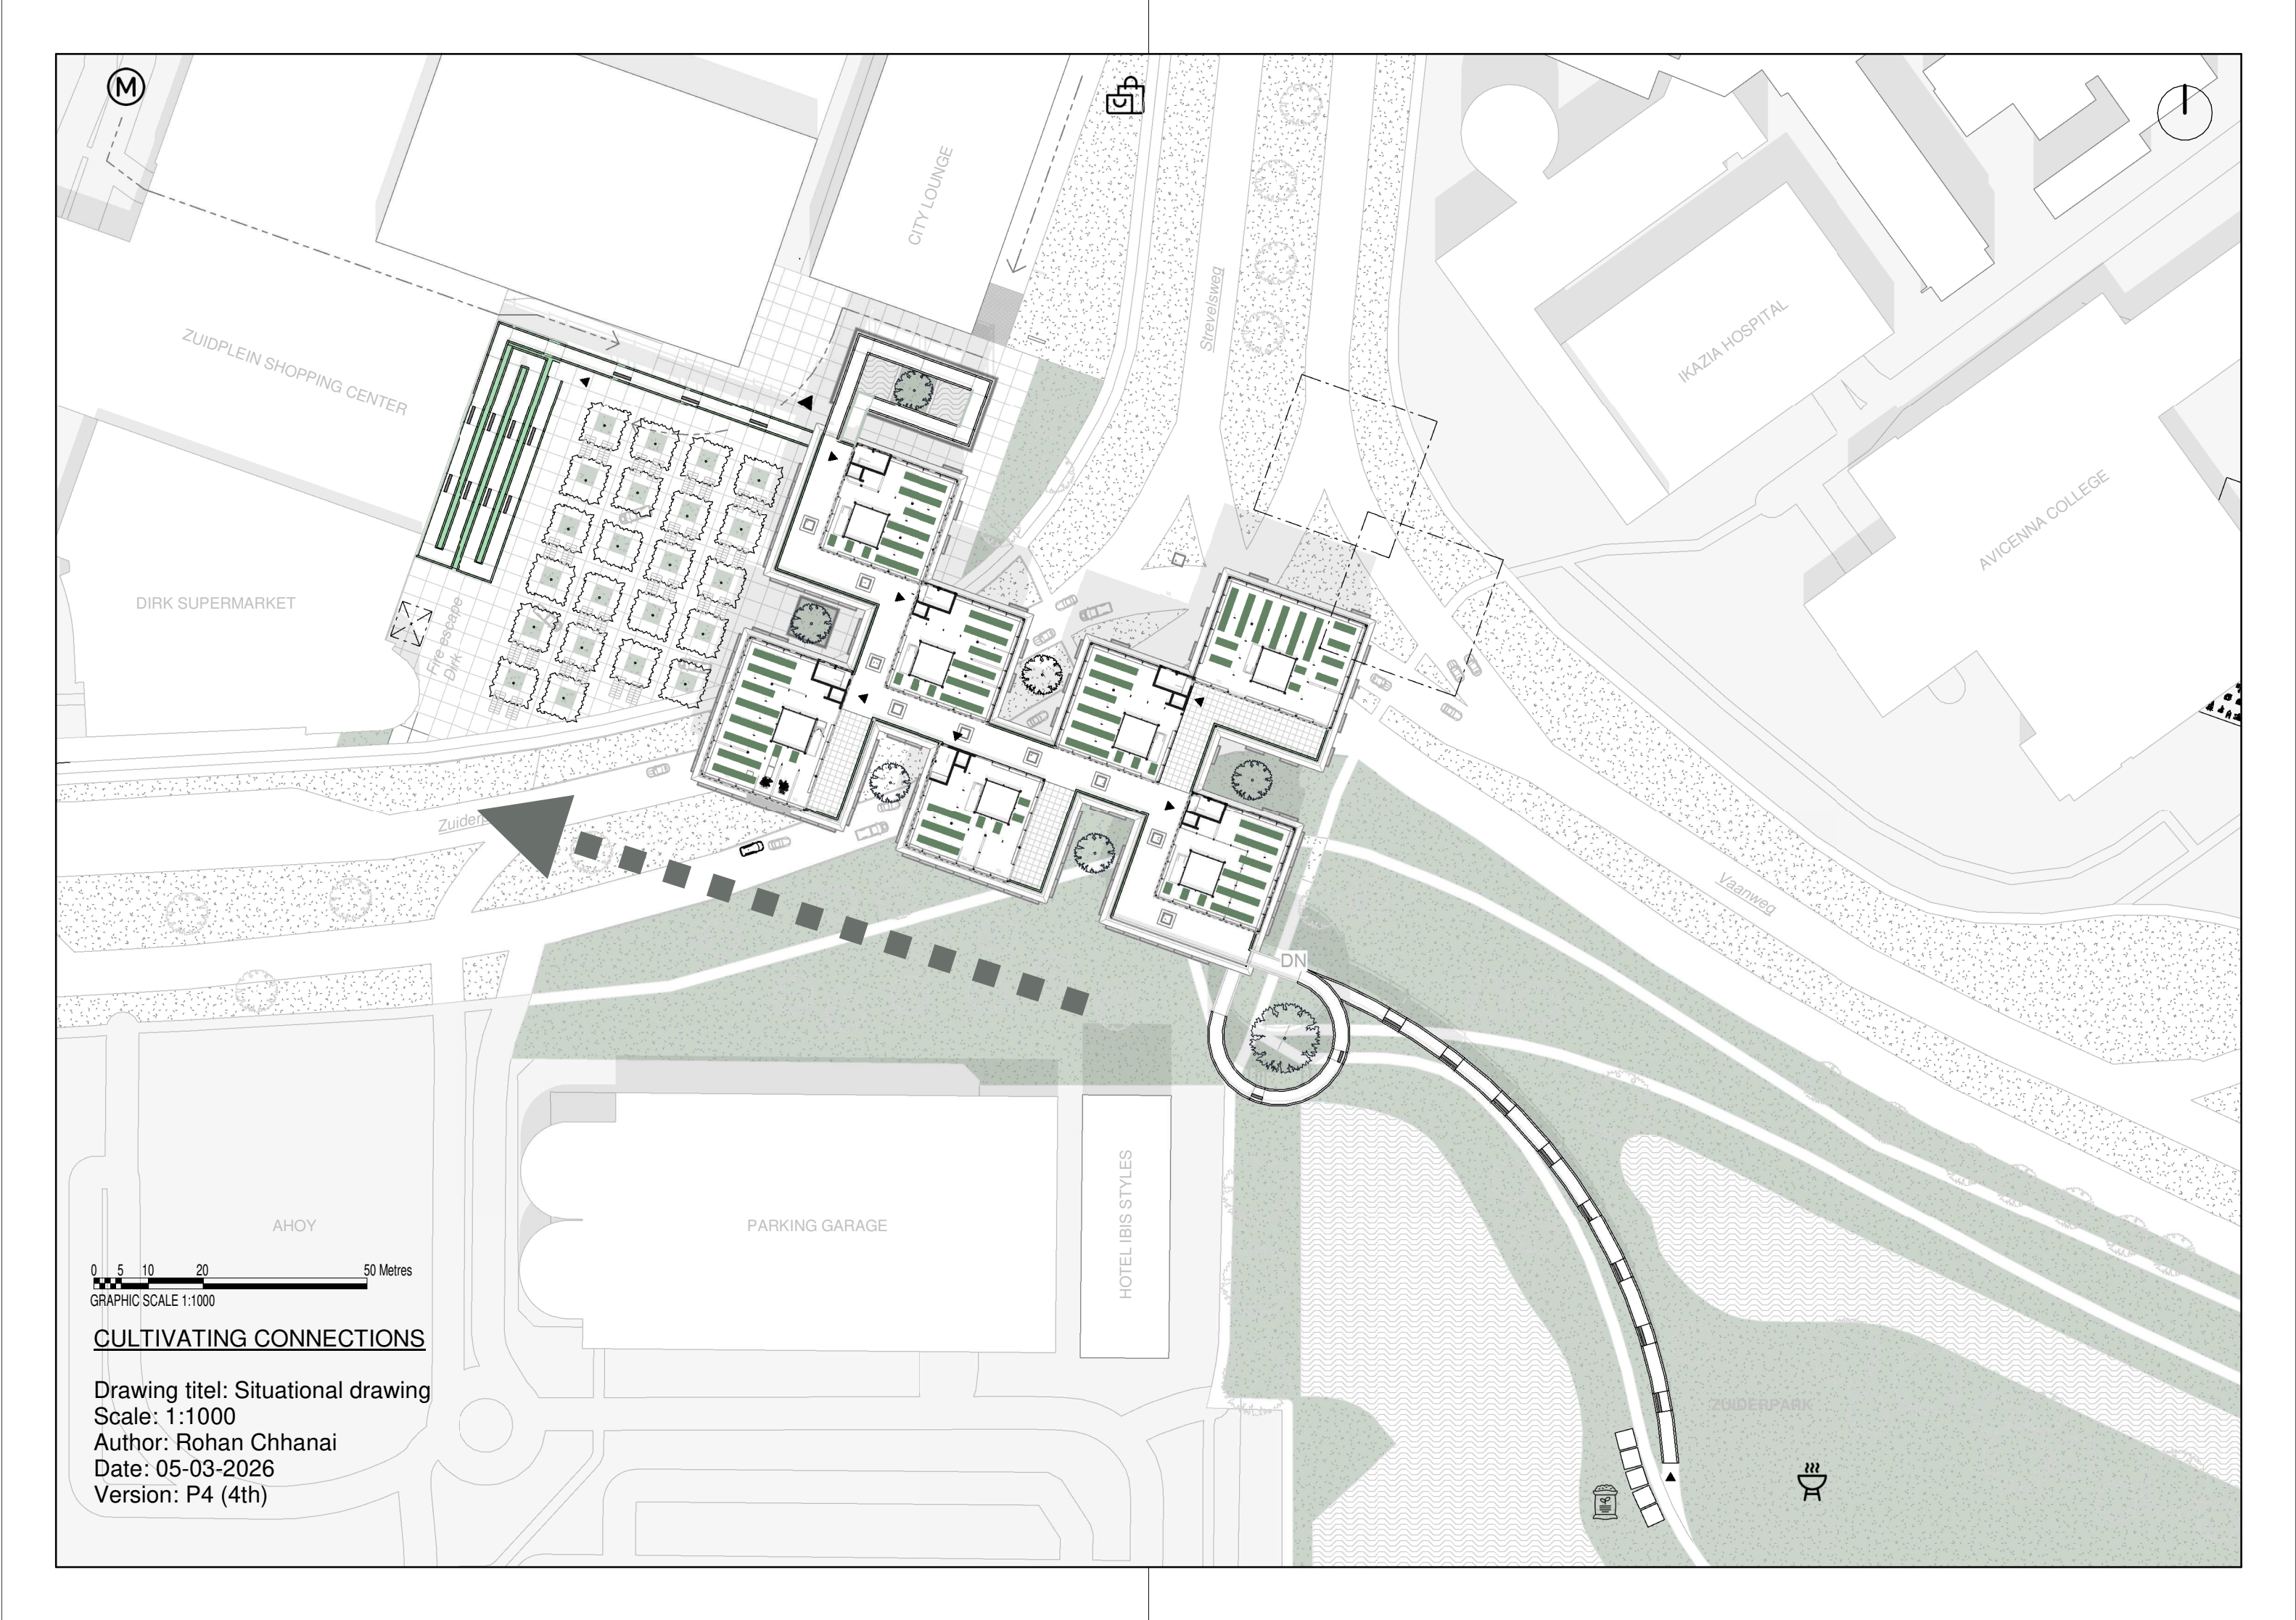 M
CITY LOUNGE
Strevelsweg
IKAZIA HOSPITAL
ZUIDPLEIN SHOPPING CENTER
AVICENNA COLLEGE
DIRK SUPERMARKET
Fire escape
Dirk
Vaanweg
DN
AHOY
PARKING GARAGE
HOTEL IBIS STYLES
ZUIDERPARK
0 5 10 20 50 Metres
GRAPHIC SCALE 1:1000
CULTIVATING CONNECTIONS
Drawing titel: Situational drawing
Scale: 1:1000
Author: Rohan Chhanai
Date: 05-03-2026
Version: P4 (4th)